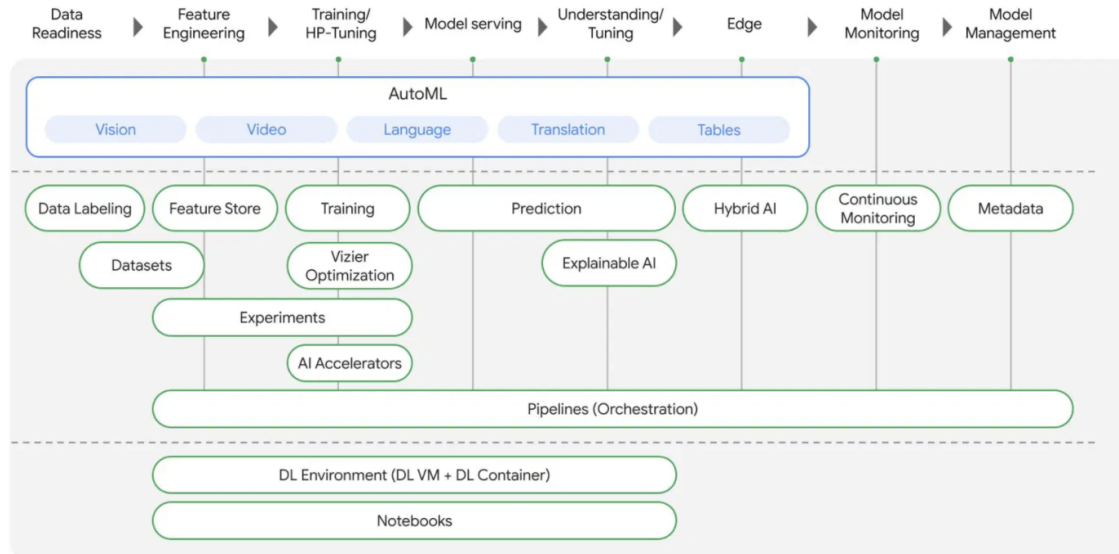 Data
Readiness
Feature
Engineering
Training/
HP-Tuning
Model serving
Understanding/
Tuning
Edge
Model
Monitoring
Model
Management
AutoML
Vision
Video
Language
Translation
Tables
Data Labeling
Feature Store
Training
Prediction
Hybrid AI
Continuous
Monitoring
Metadata
Datasets
Vizier
Optimization
Explainable AI
Experiments
AI Accelerators
Pipelines (Orchestration)
DL Environment (DL VM + DL Container)
Notebooks